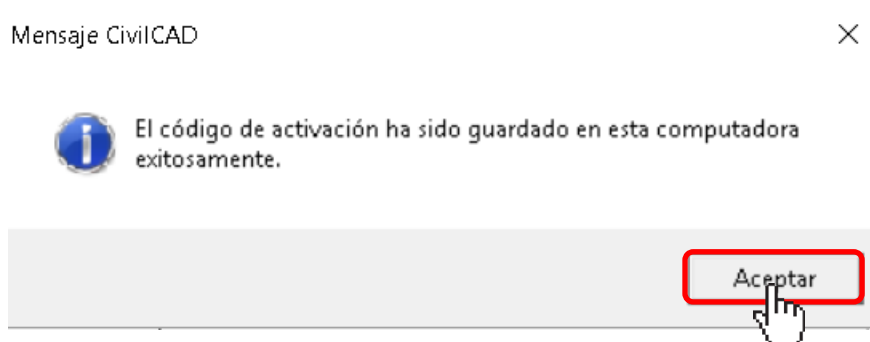 Mensaje CivilCAD
El código de activación ha sido guardado en esta computadora
exitosamente.
Aceptar